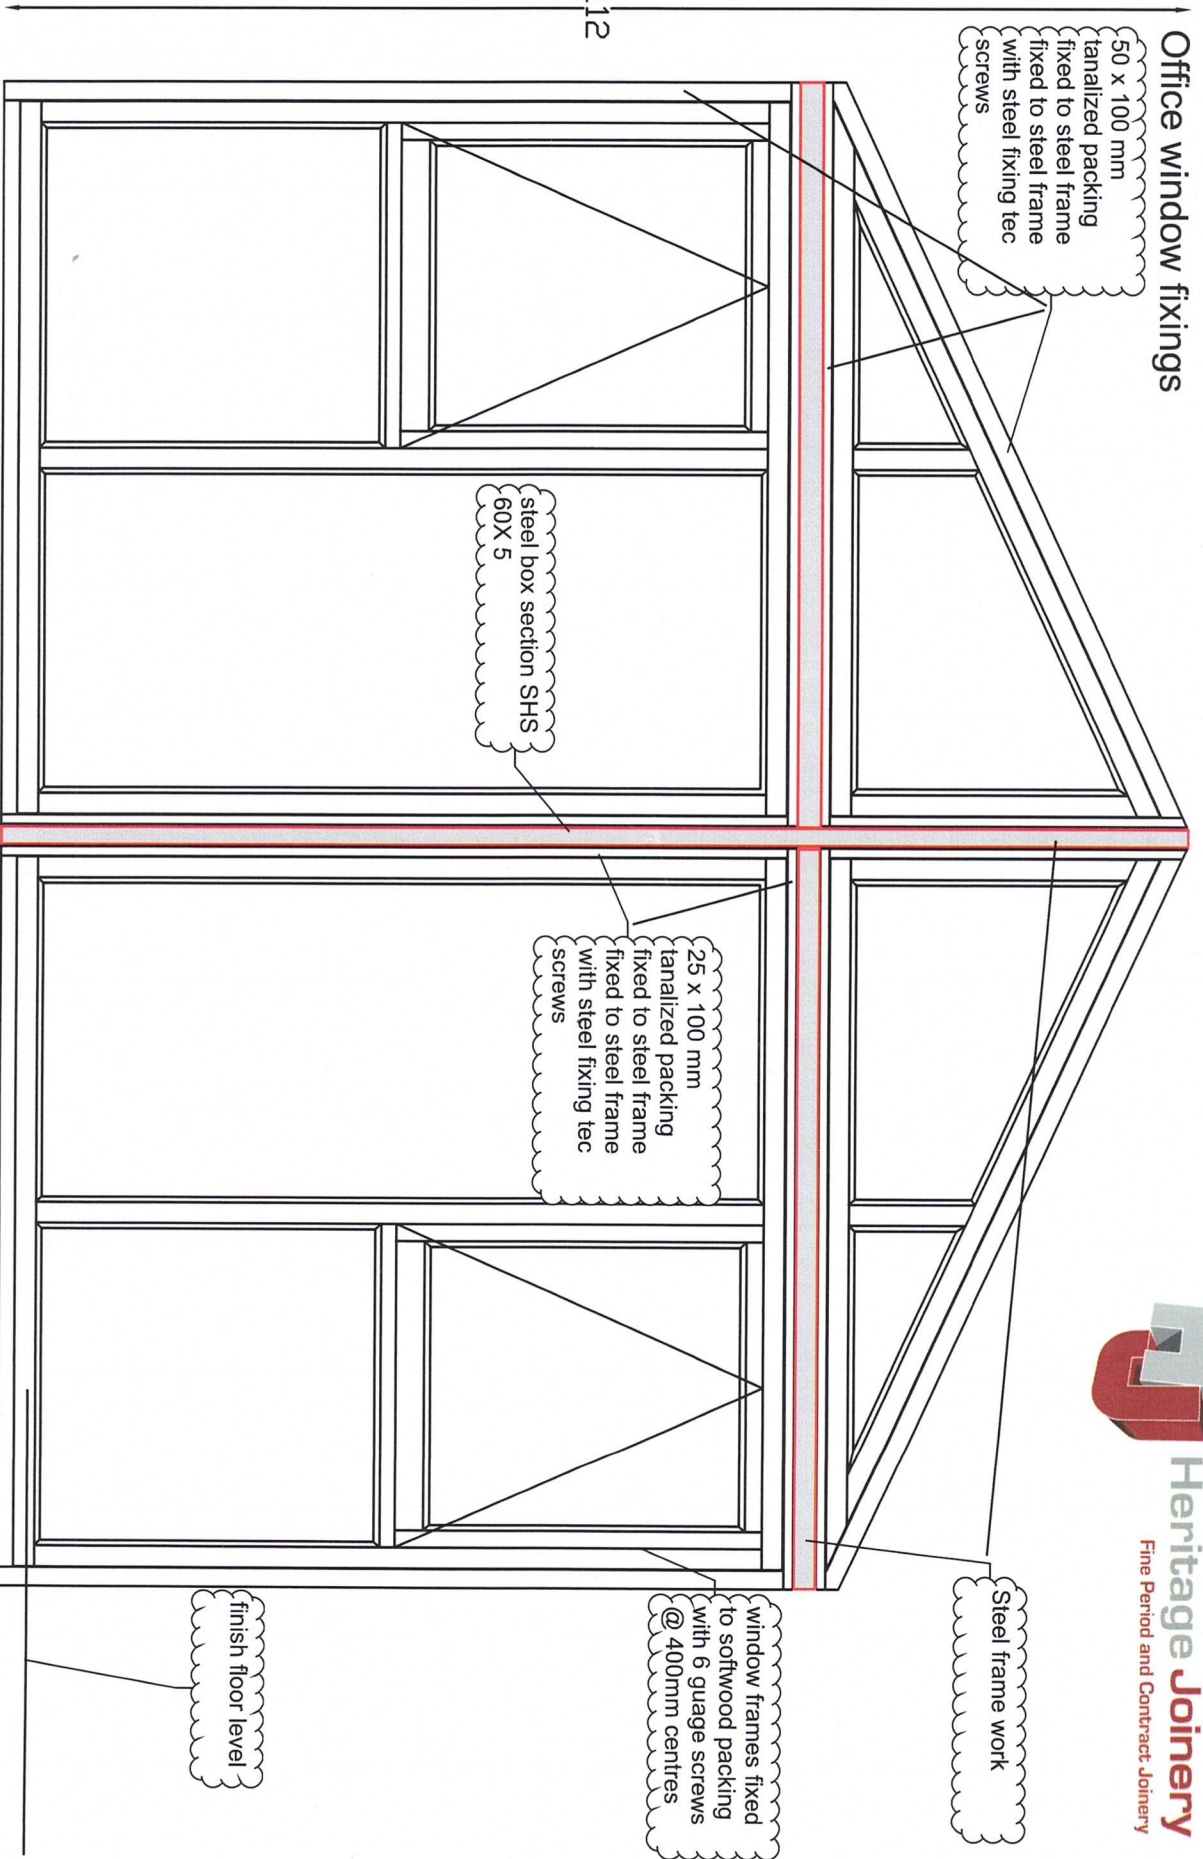 Office window fixings
Heritage Joinery
Fine Period and Contract Joinery
50 x 100 mm
tanalized packing
fixed to steel frame
fixed to steel frame
with steel fixing tec
screws
Steel frame work
steel box section SHS
60X 5
25 x 100 mm
tanalized packing
fixed to steel frame
fixed to steel frame
with steel fixing tec
screws
window frames fixed
to softwood packing
with 6 guage screws
@ 400mm centres
finish floor level